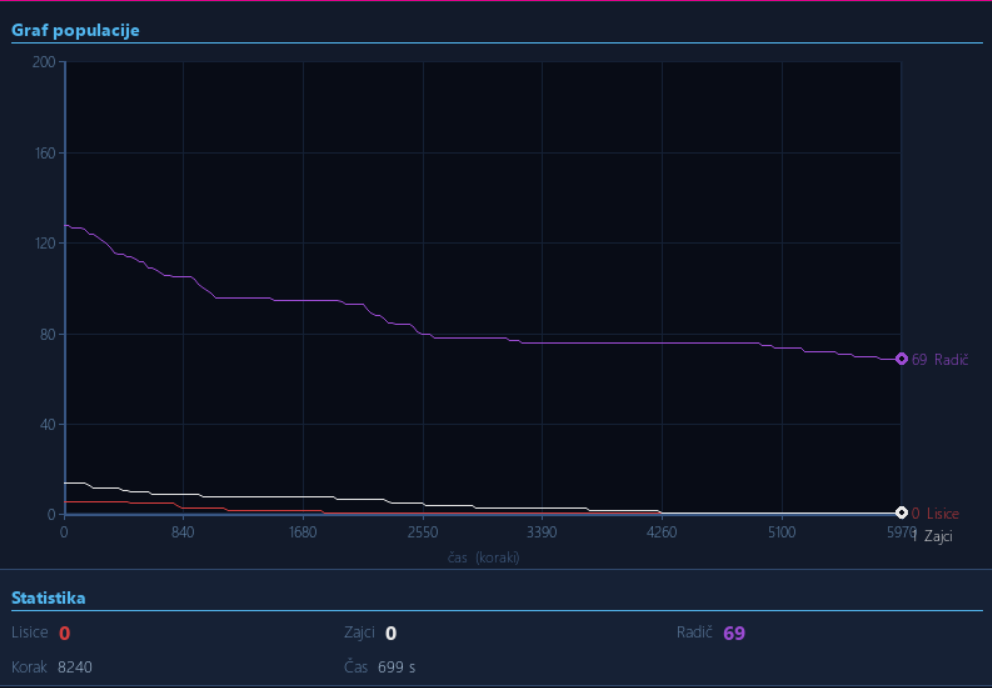 Graf populacije
200
160
120
80
69 Radič
40
0
0 Lisice
0 840 1680 2550 3390 4260 5100 5970
1 Zajci
čas (koraki)
Statistika
Lisice 0 Zajci 0 Radič 69
Korak 8240 Čas 699 s